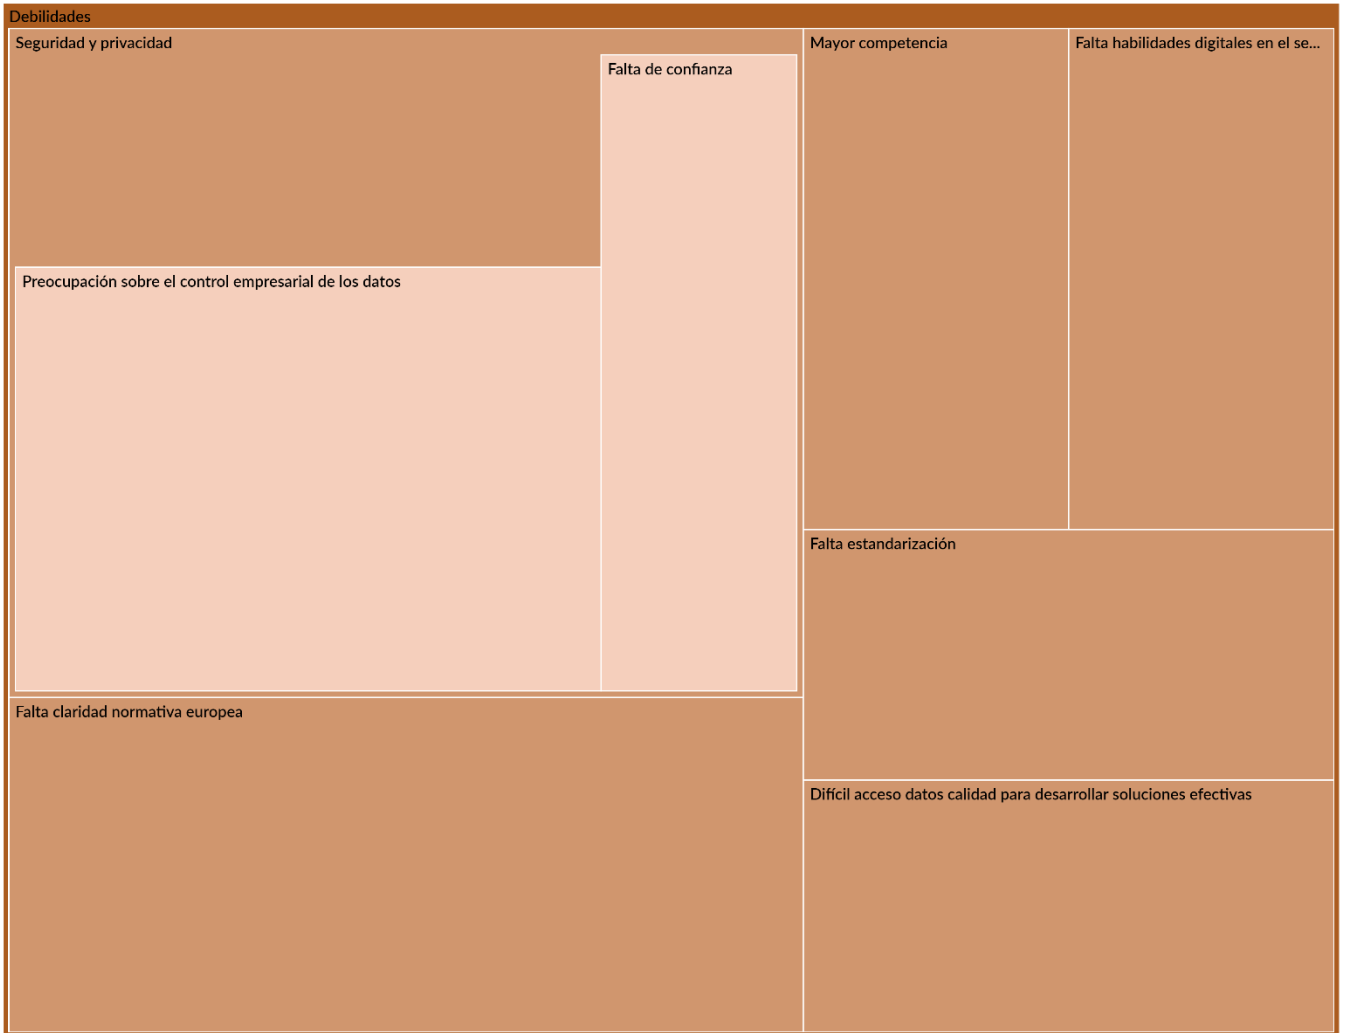 Debilidades
Seguridad y privacidad
Falta de confianza
Preocupación sobre el control empresarial de los datos
Falta claridad normativa europea
Mayor competencia
Falta habilidades digitales en el se...
Falta estandarización
Difícil acceso datos calidad para desarrollar soluciones efectivas